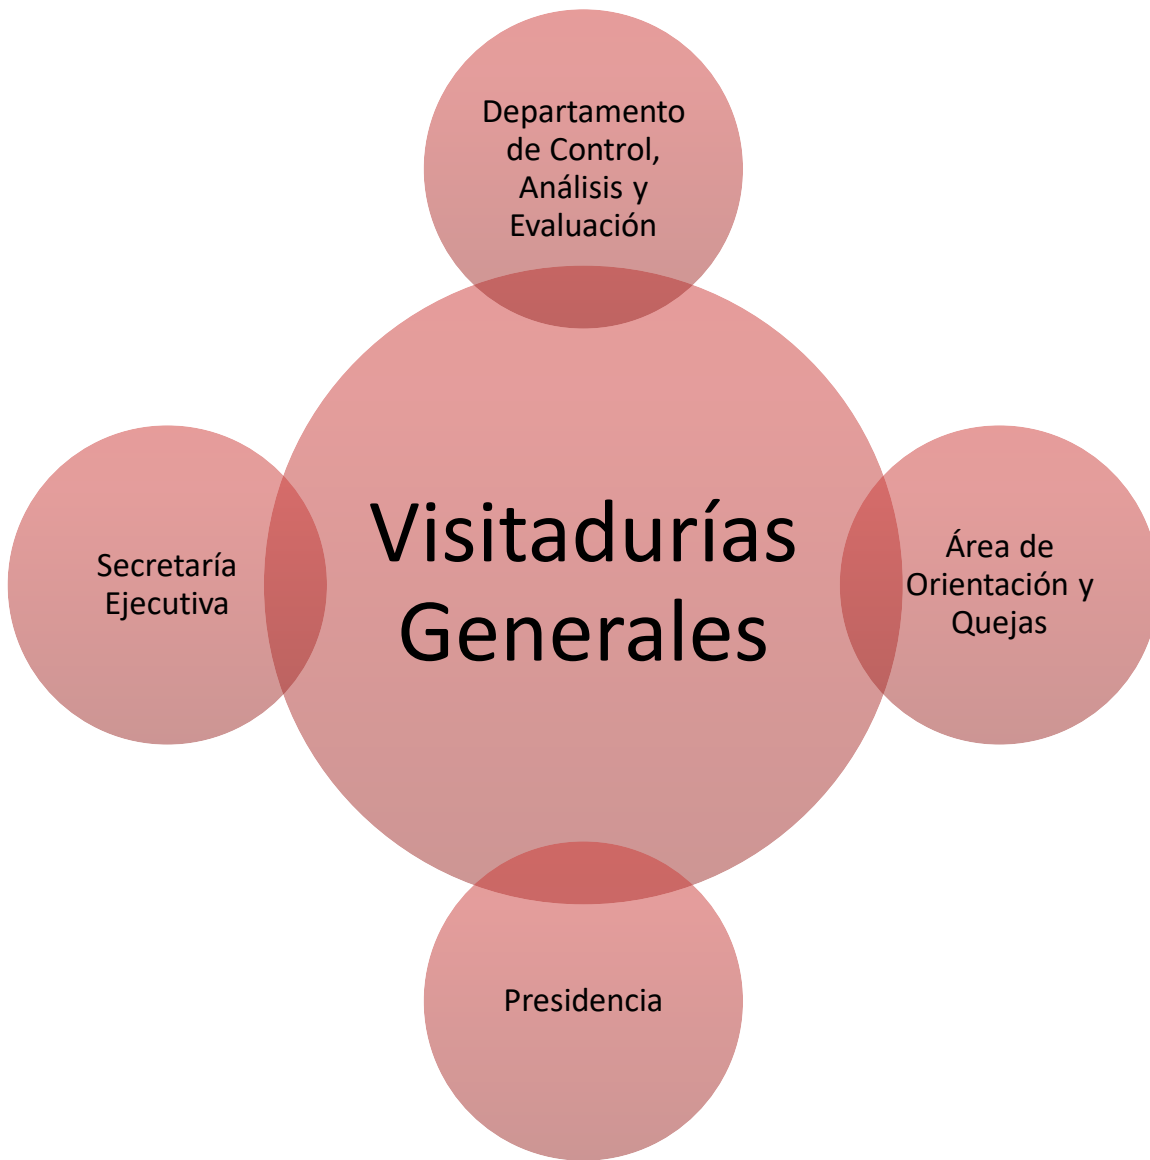 Departamento
de Control,
Análisis y
Evaluación
Secretaría
Ejecutiva
Visitadurías
Generales
Área de
Orientación y
Quejas
Presidencia